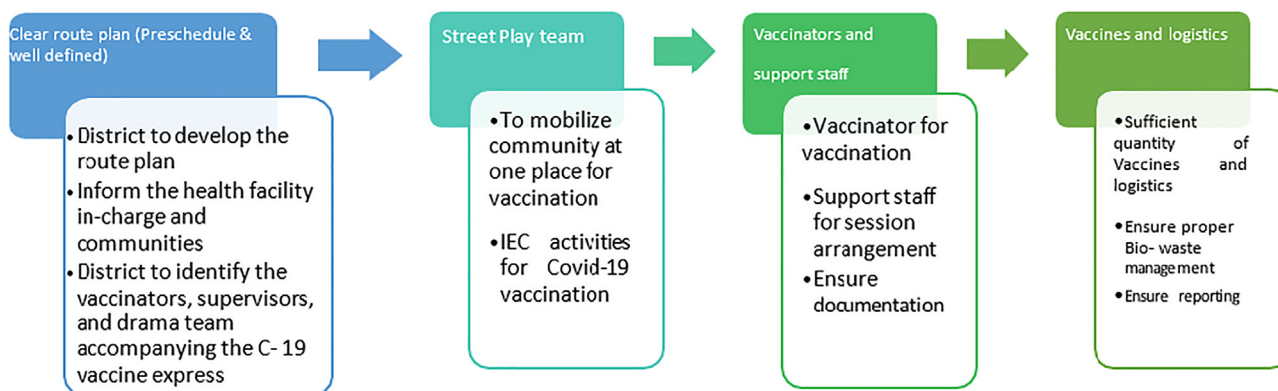 Clear route plan (Preschedule &
well defined)
• District to develop the
route plan
• Inform the health facility
in-charge and
communities
• District to identify the
vaccinators, supervisors,
and drama team
accompanying the C- 19
vaccine express
Street Play team
• To mobilize
community at
one place for
vaccination
• IEC activities
for Covid-19
vaccination
Vaccinators and
support staff
• Vaccinator for
vaccination
• Support staff
for session
arrangement
• Ensure
documentation
Vaccines and logistics
• Sufficient
quantity of
Vaccines and
logistics
• Ensure proper
Bio- waste
management
• Ensure reporting